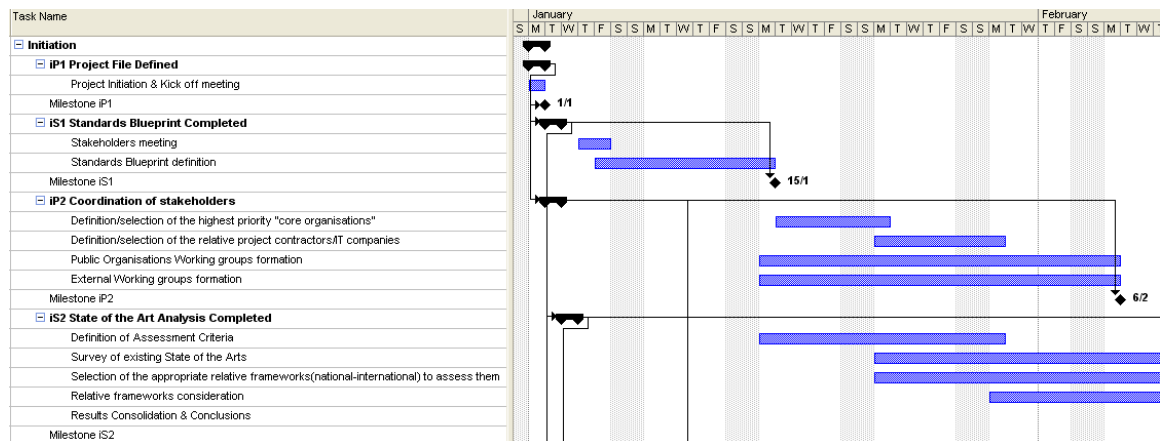 Task Name
January
February
S M T W T F S S M T W T F S S M T W T F S S M T W T F S S M T W T F S S M T W T
Initiation
iP1 Project File Defined
Project Initiation & Kick off meeting
Milestone iP1
1/1
iS1 Standards Blueprint Completed
Stakeholders meeting
Standards Blueprint definition
Milestone iS1
15/1
iP2 Coordination of stakeholders
Definition/selection of the highest priority "core organisations"
Definition/selection of the relative project contractors/IT companies
Public Organisations Working groups formation
External Working groups formation
Milestone iP2
6/2
iS2 State of the Art Analysis Completed
Definition of Assessment Criteria
Survey of existing State of the Arts
Selection of the appropriate relative frameworks(national-international) to assess them
Relative frameworks consideration
Results Consolidation & Conclusions
Milestone iS2